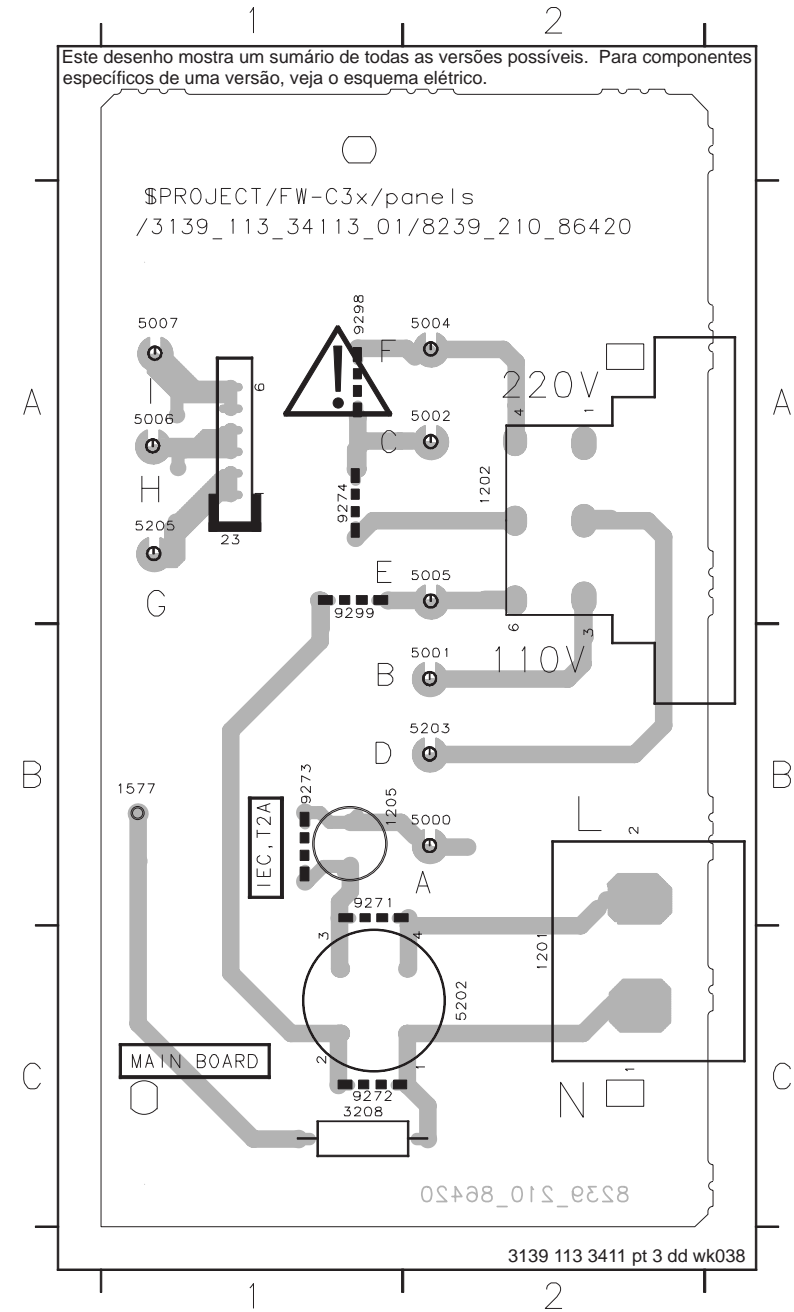 1 2
Este desenho mostra um sumário de todas as versões possíveis. Para componentes
específicos de uma versão, veja o esquema elétrico.
$PROJECT/FW-C3x/panels
/3139_113_34113_01/8239_210_86420
9298
5007 5004
F
220V
I 6 4 1
A A
5006 5002
C
H 1202
9274 1
5205 23
E 5005
G 9299
6 3
5001 110V
B
5203
D
B B
1577 9273
1205 5000
IEC,T2A L 2
A
9271
3 4 1201
5202
MAIN BOARD 2 1 1
C C
9272 N
3208
8239_210_86420
3139 113 3411 pt 3 dd wk038
1 2